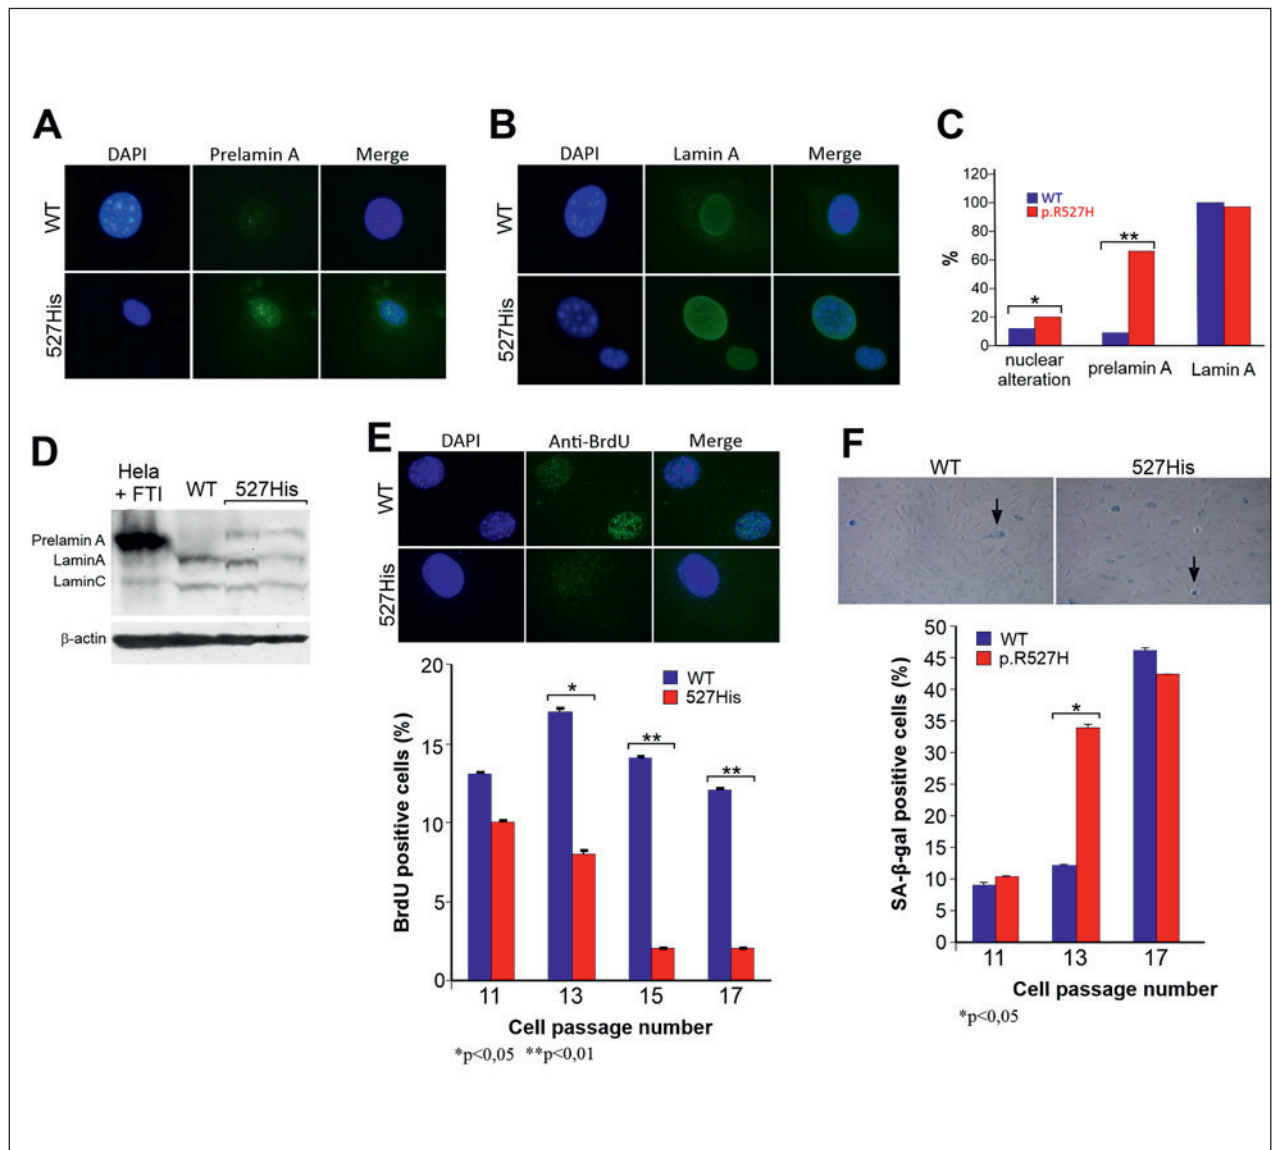 A
DAPI Prelamin A Merge
WT
527His
B
DAPI Lamin A Merge
WT
527His
C
120
100
80
60
40
20
0
%
WT
p.R527H
*
**
nuclear alteration
prelamin A
Lamin A
D
Hela + FTI
WT
527His
Prelamin A
LaminA
LaminC
β-actin
E
DAPI Anti-BrdU Merge
WT
527His
20
15
10
5
0
BrdU positive cells (%)
WT
527His
*
**
**
11 13 15 17
Cell passage number
*p<0,05 **p<0,01
F
WT 527His
50
45
35
30
25
20
15
10
5
0
SA-β-gal positive cells (%)
WT
p.R527H
*
11 13 17
Cell passage number
*p<0,05